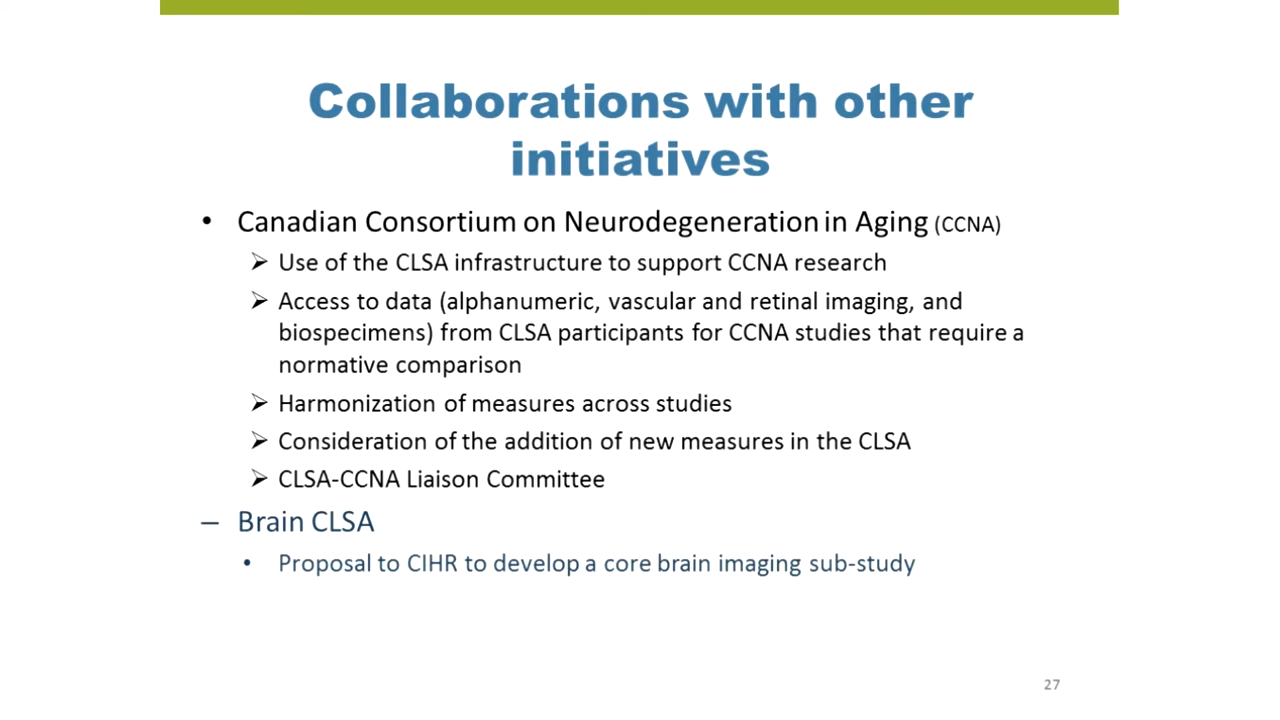 Collaborations with other
initiatives
• Canadian Consortium on Neurodegeneration in Aging (CCNA)
➢ Use of the CLSA infrastructure to support CCNA research
➢ Access to data (alphanumeric, vascular and retinal imaging, and
biospecimens) from CLSA participants for CCNA studies that require a
normative comparison
➢ Harmonization of measures across studies
➢ Consideration of the addition of new measures in the CLSA
➢ CLSA-CCNA Liaison Committee
– Brain CLSA
• Proposal to CIHR to develop a core brain imaging sub-study
27